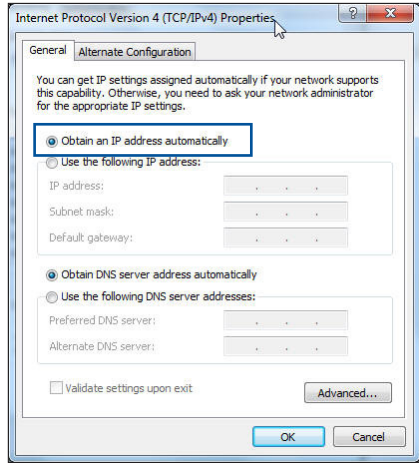 Internet Protocol Version 4 (TCP/IPv4) Properties
?
X
General
Alternate Configuration
You can get IP settings assigned automatically if your network supports
this capability. Otherwise, you need to ask your network administrator
for the appropriate IP settings.
Obtain an IP address automatically
Use the following IP address:
IP address:
Subnet mask:
Default gateway:
Obtain DNS server address automatically
Use the following DNS server addresses:
Preferred DNS server:
Alternate DNS server:
Validate settings upon exit
Advanced...
OK
Cancel